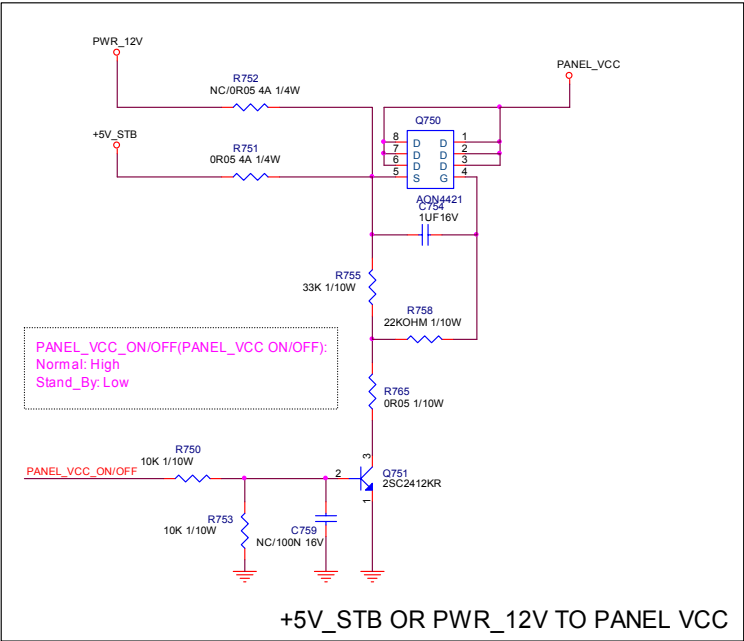 PWR_12V
PANEL_VCC
R752
NC/0R05 4A 1/4W
Q750
+5V_STB
R751
0R05 4A 1/4W
8 D D 1
7 D D 2
6 D D 3
5 S G 4
AON4421
C754
1UF16V
R755
33K 1/10W
R758
22KOHM 1/10W
PANEL_VCC_ON/OFF(PANEL_VCC ON/OFF):
Normal: High
Stand_By: Low
R765
0R05 1/10W
R750
10K 1/10W
PANEL_VCC_ON/OFF
3
2
1
Q751
2SC2412KR
R753
10K 1/10W
C759
NC/100N 16V
+5V_STB OR PWR_12V TO PANEL VCC